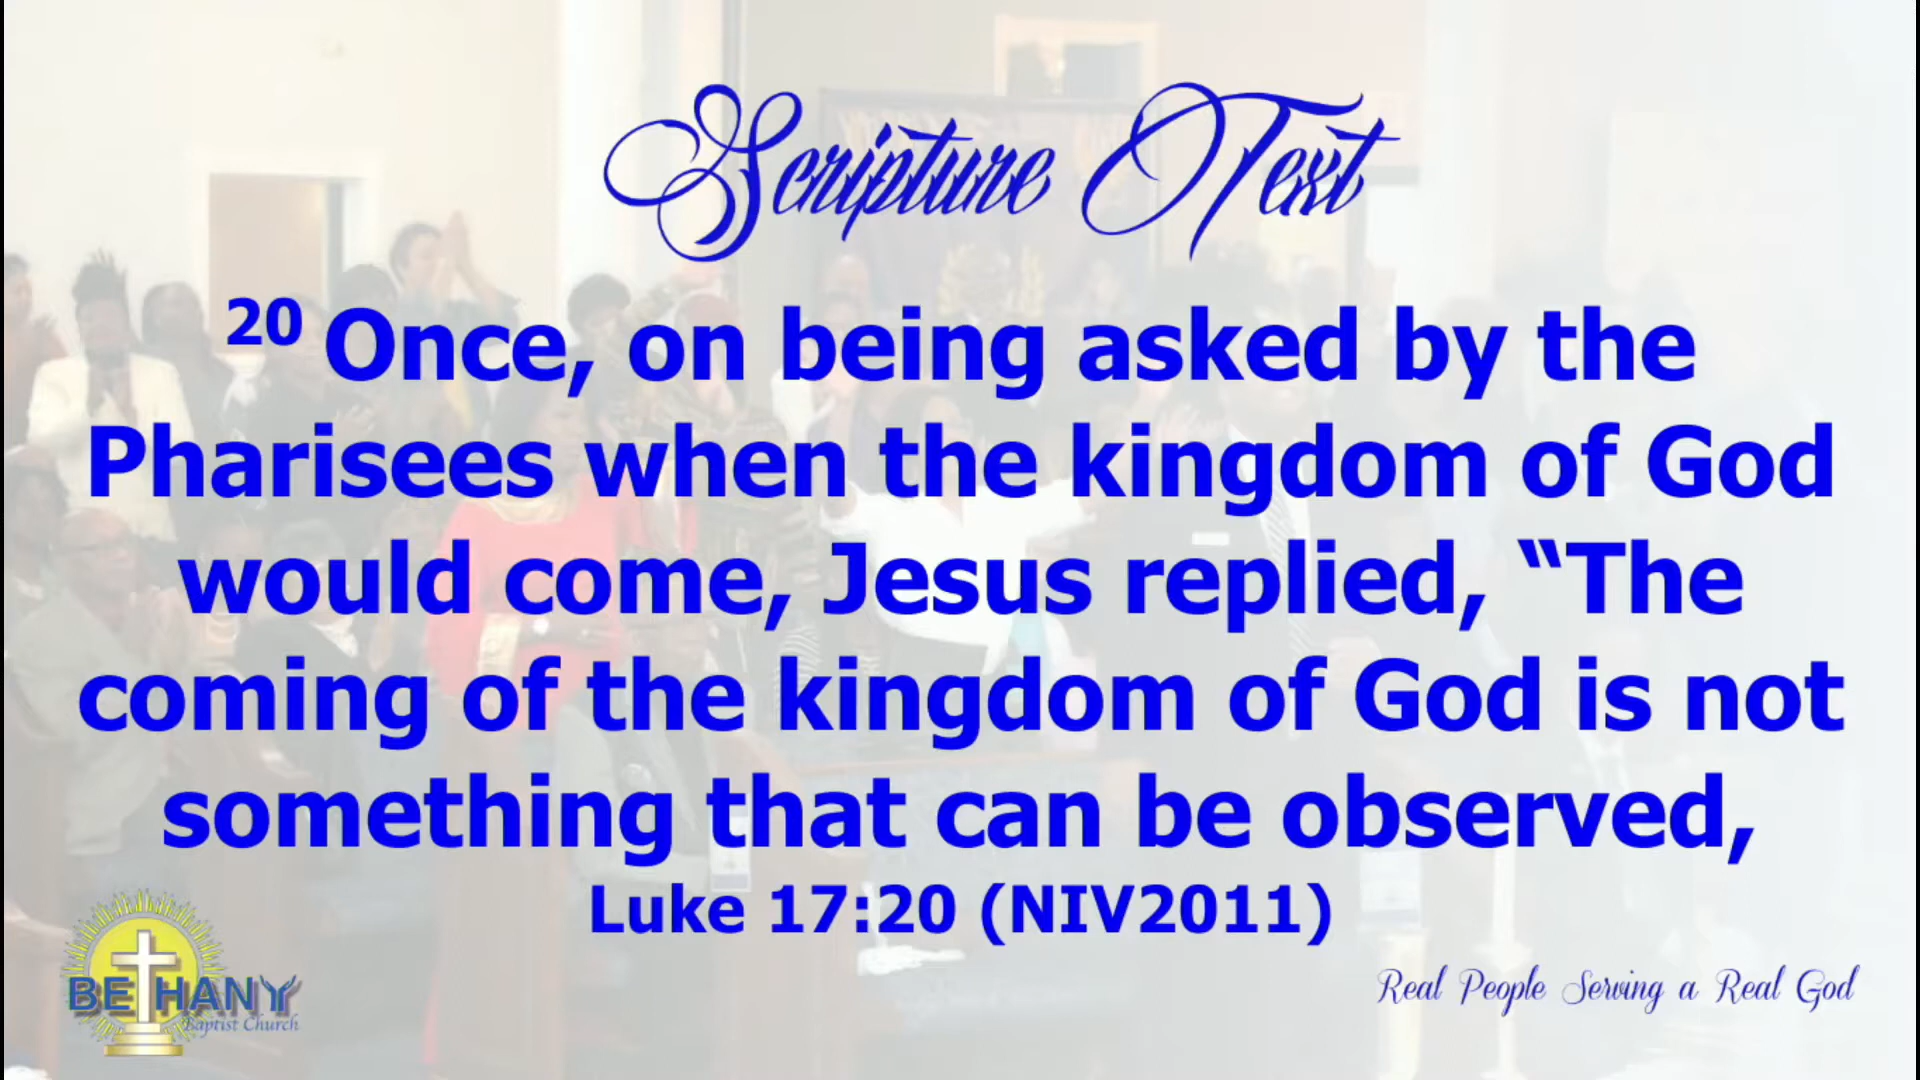 Scripture Text
20 Once, on being asked by the
Pharisees when the kingdom of God
would come, Jesus replied, “The
coming of the kingdom of God is not
something that can be observed,
Luke 17:20 (NIV2011)
BETHANY
Baptist Church
Real People Serving a Real God